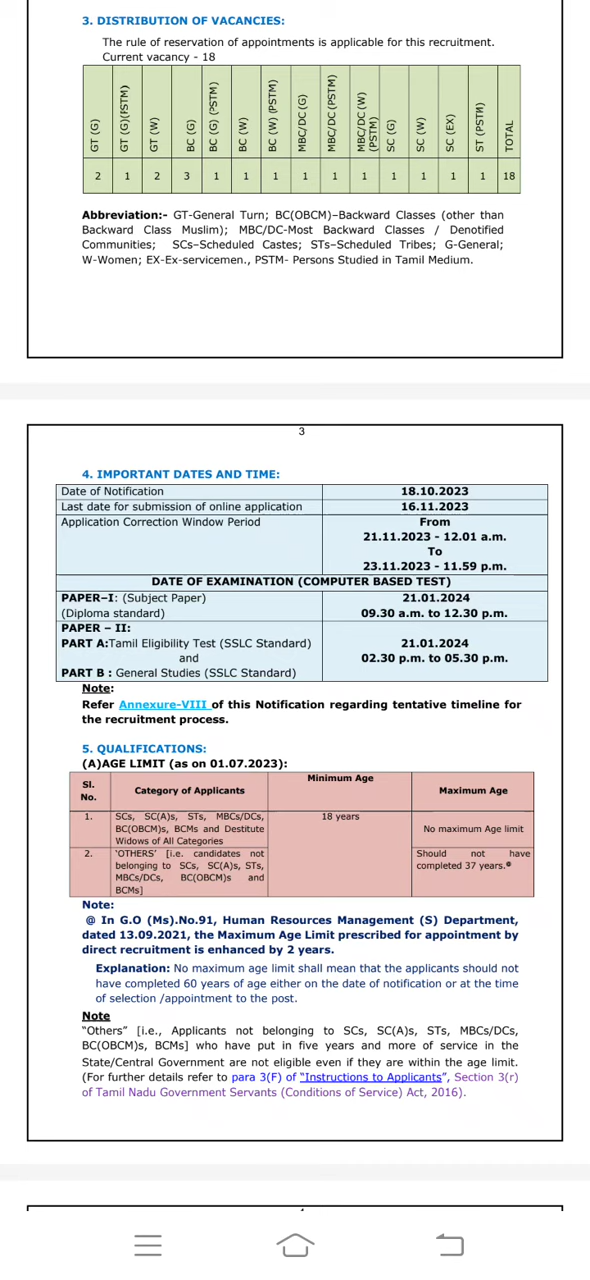 3. DISTRIBUTION OF VACANCIES:
The rule of reservation of appointments is applicable for this recruitment.
Current vacancy - 18
GT (G) GT (G)(PSTM) GT (W) BC (G) BC (G) (PSTM) BC (W) BC (W) (PSTM) MBC/DC (G) MBC/DC (PSTM) MBC/DC (W) (PSTM) SC (G) SC (W) SC (EX) ST (PSTM) TOTAL
2 1 2 3 1 1 1 1 1 1 1 1 1 1 18
Abbreviation:- GT-General Turn; BC(OBCM)–Backward Classes (other than
Backward Class Muslim); MBC/DC-Most Backward Classes / Denotified
Communities; SCs–Scheduled Castes; STs–Scheduled Tribes; G-General;
W-Women; EX-Ex-servicemen., PSTM- Persons Studied in Tamil Medium.
3
4. IMPORTANT DATES AND TIME:
Date of Notification 18.10.2023
Last date for submission of online application 16.11.2023
Application Correction Window Period From
21.11.2023 - 12.01 a.m.
To
23.11.2023 - 11.59 p.m.
DATE OF EXAMINATION (COMPUTER BASED TEST)
PAPER–I: (Subject Paper) 21.01.2024
(Diploma standard) 09.30 a.m. to 12.30 p.m.
PAPER – II:
PART A:Tamil Eligibility Test (SSLC Standard) 21.01.2024
and 02.30 p.m. to 05.30 p.m.
PART B : General Studies (SSLC Standard)
Note:
Refer Annexure-VIII of this Notification regarding tentative timeline for
the recruitment process.
5. QUALIFICATIONS:
(A)AGE LIMIT (as on 01.07.2023):
Sl. No. Category of Applicants Minimum Age Maximum Age
1. SCs, SC(A)s, STs, MBCs/DCs, 18 years
BC(OBCM)s, BCMs and Destitute No maximum Age limit
Widows of All Categories
2. 'OTHERS' [i.e. candidates not Should not have
belonging to SCs, SC(A)s, STs, completed 37 years.@
MBCs/DCs, BC(OBCM)s and
BCMs]
Note:
@ In G.O (Ms).No.91, Human Resources Management (S) Department,
dated 13.09.2021, the Maximum Age Limit prescribed for appointment by
direct recruitment is enhanced by 2 years.
Explanation: No maximum age limit shall mean that the applicants should not
have completed 60 years of age either on the date of notification or at the time
of selection /appointment to the post.
Note
"Others" [i.e., Applicants not belonging to SCs, SC(A)s, STs, MBCs/DCs,
BC(OBCM)s, BCMs] who have put in five years and more of service in the
State/Central Government are not eligible even if they are within the age limit.
(For further details refer to para 3(F) of "Instructions to Applicants", Section 3(r)
of Tamil Nadu Government Servants (Conditions of Service) Act, 2016).